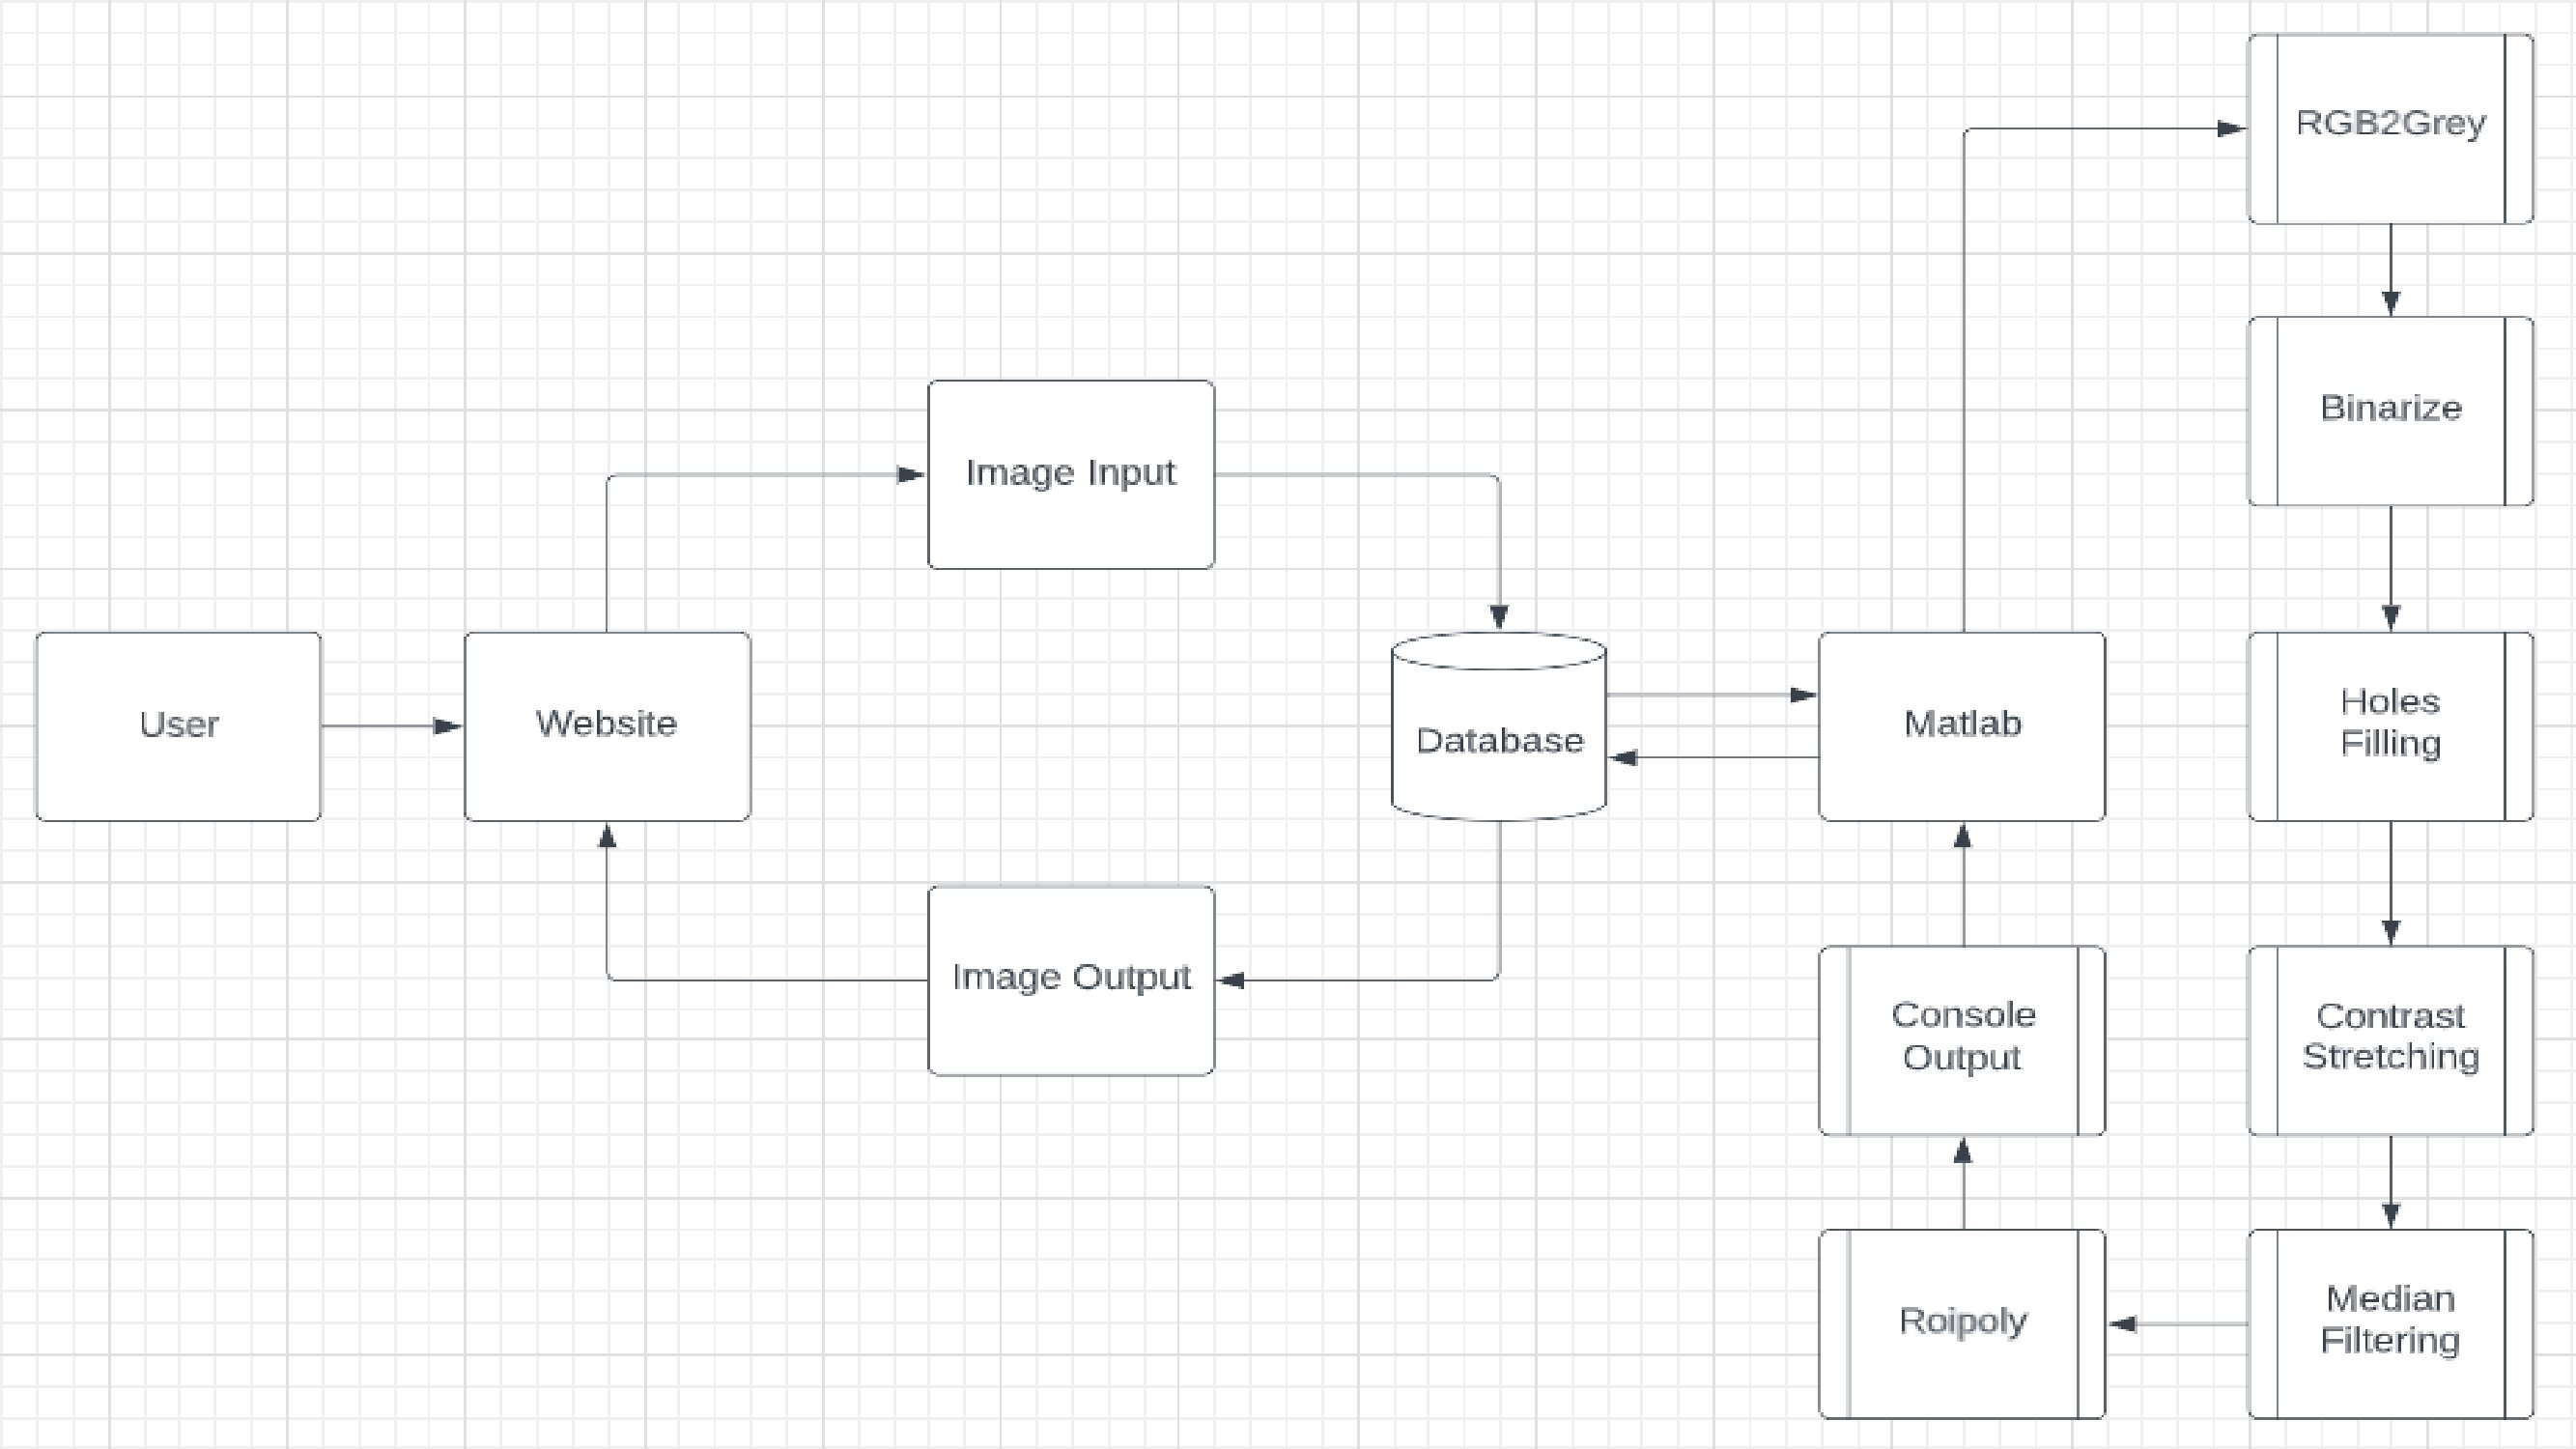 RGB2Grey
Binarize
Image Input
User
Website
Database
Matlab
Holes
Filling
Image Output
Console
Output
Contrast
Stretching
Roipoly
Median
Filtering